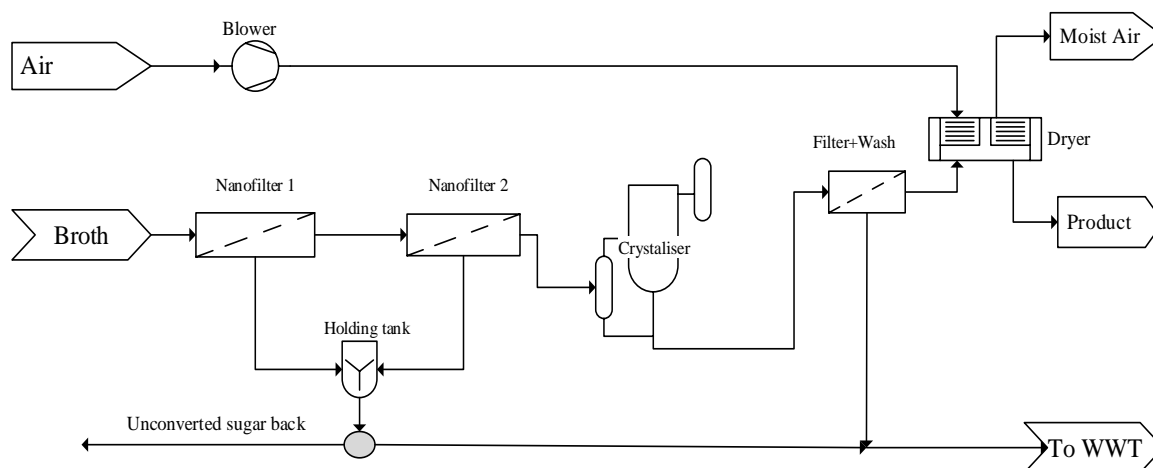 Blower
Moist Air
Air
Dryer
Filter+Wash
Nanofilter 1
Nanofilter 2
Product
Broth
Crystaliser
Holding tank
Unconverted sugar back
To WWT